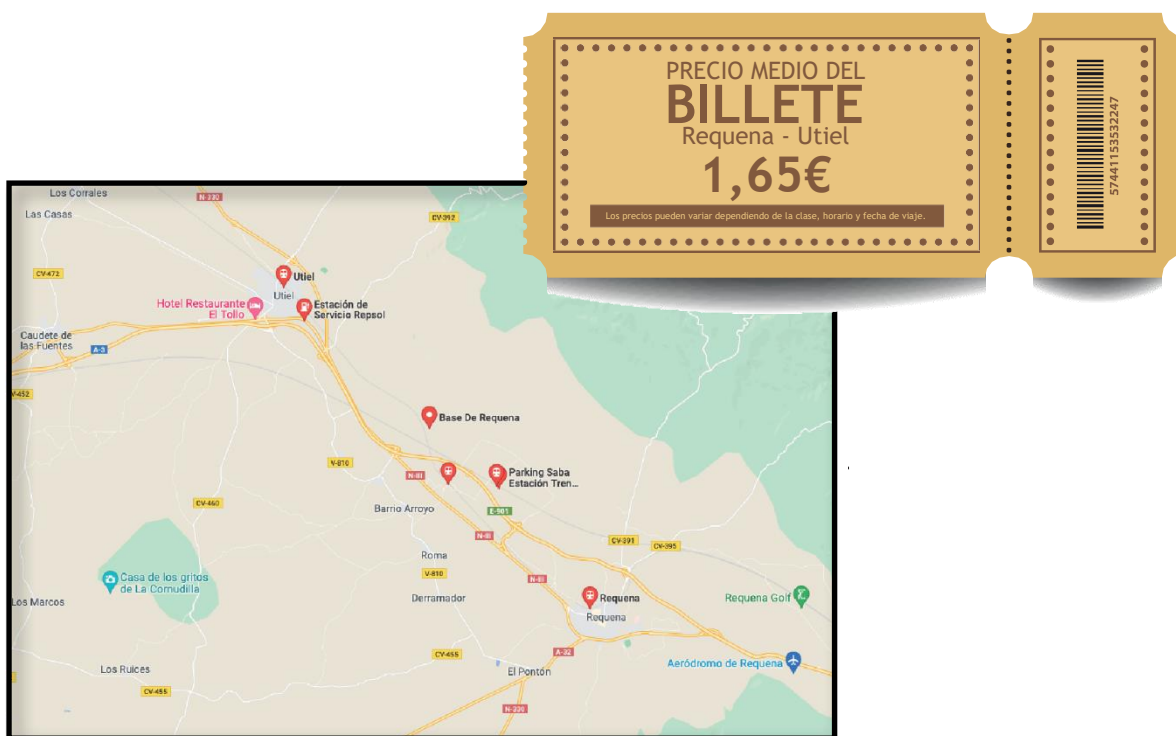 PRECIO MEDIO DEL
BILLETE
Requena - Utiel
1,65€
Los precios pueden variar dependiendo de la clase, horario y fecha de viaje.
57441153532247
Los Corrales
N-330
Las Casas
CV-392
CV-472
Utiel
Utiel
Hotel Restaurante
El Tollo
Estación de
Servicio Repsol
Caudete de
las Fuentes
A-3
V-452
Base De Requena
V-810
N-III
Parking Saba
Estación Tren...
CV-460
Barrio Arroyo
E-901
N-III
CV-391
CV-395
Roma
V-810
N-III
Casa de los gritos
de La Cornudilla
Los Marcos
Derramador
Requena
Requena
Requena Golf
A-32
CV-455
Aeródromo de Requena
Los Ruices
El Pontón
CV-455
N-330